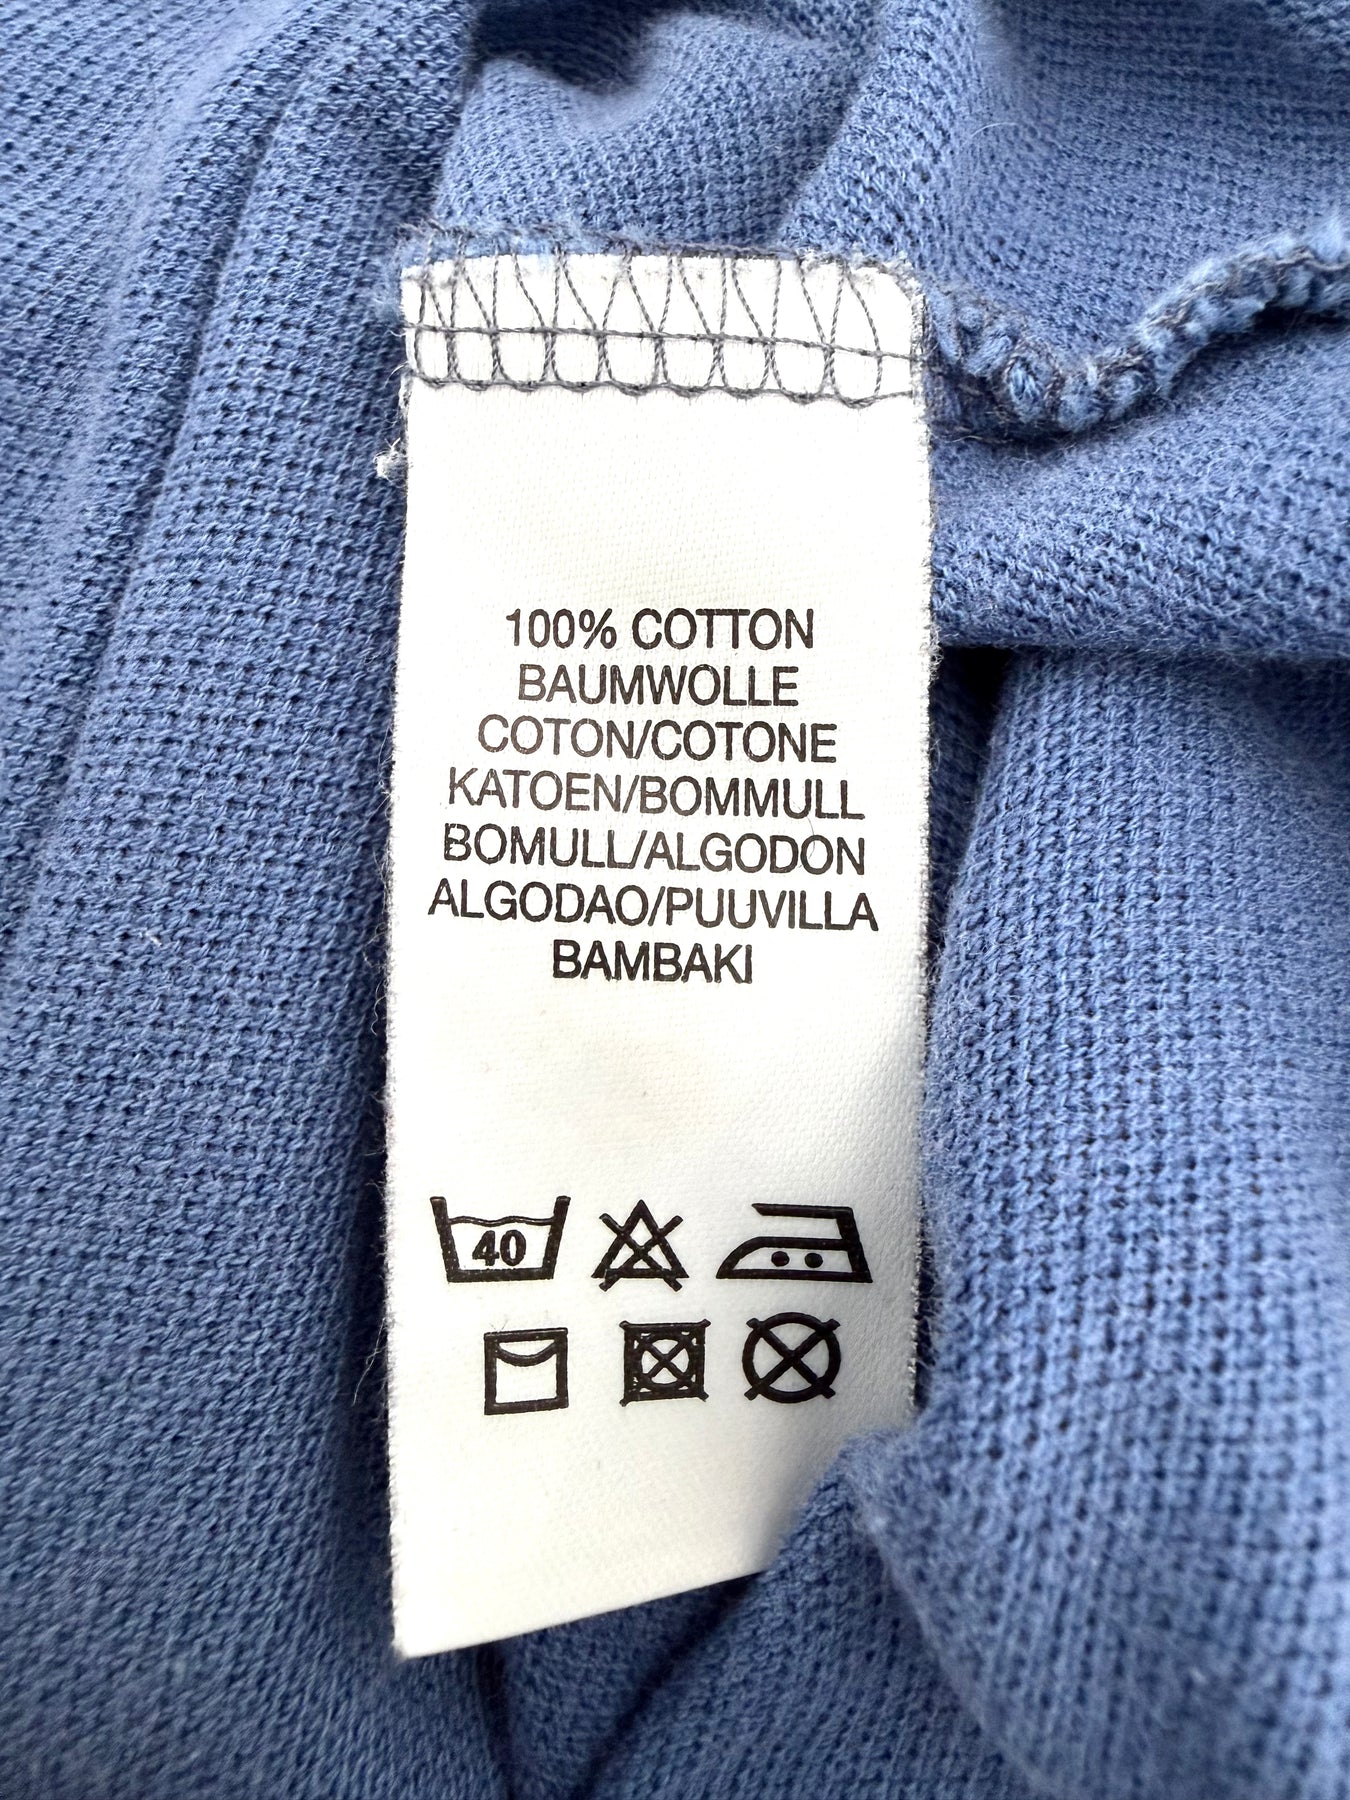 100% COTTON
BAUMWOLLE
COTON/COTONE
KATOEN/BOMMULL
BOMULL/ALGODON
ALGODAO/PUUVILLA
BAMBAKI
40